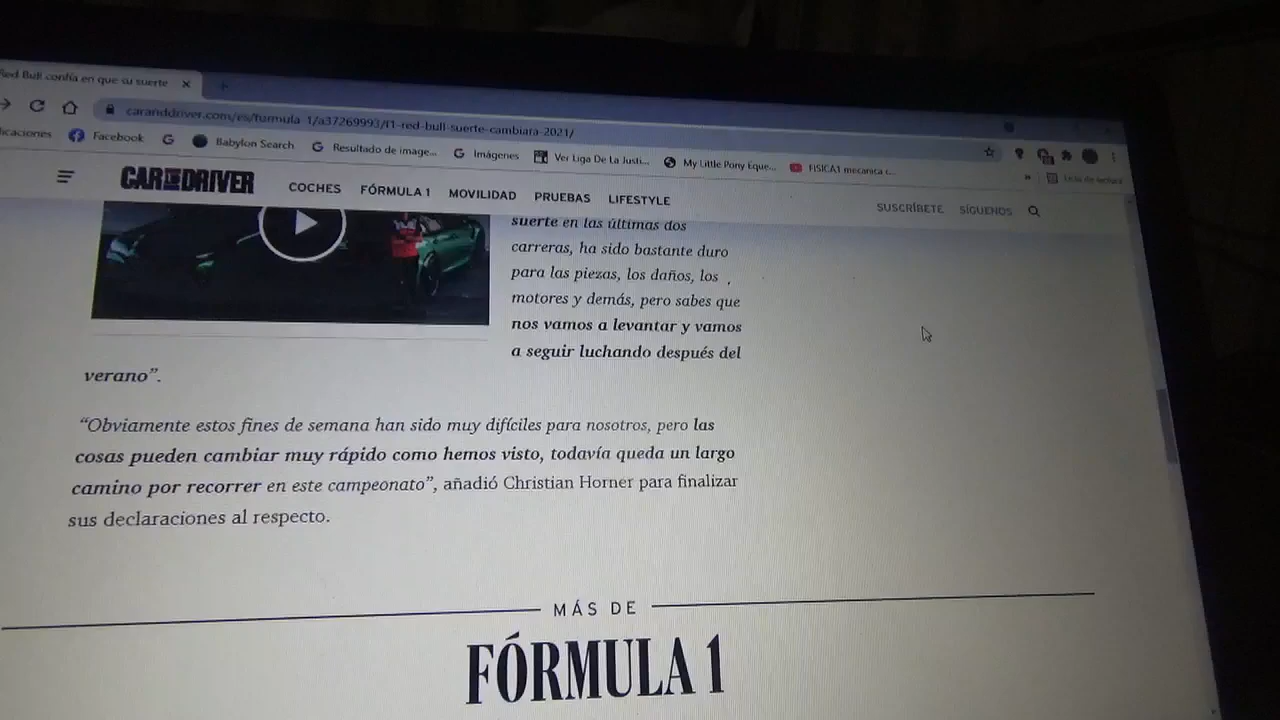 Red Bull confía en que su suerte
caranddriver.com/es/formula-1/a37269993/f1-red-bull-suerte-cambiara-2021/
licaciones Facebook G Babylon Search Resultado de image... Imágenes Ver Liga De La Justi... My Little Pony Eque... FISICA1 mecanica c...
» Lista de lectura
CAR AND DRIVER COCHES FÓRMULA 1 MOVILIDAD PRUEBAS LIFESTYLE SUSCRÍBETE SÍGUENOS
suerte en las últimas dos
carreras, ha sido bastante duro
para las piezas, los daños, los
motores y demás, pero sabes que
nos vamos a levantar y vamos
a seguir luchando después del
verano”.
“Obviamente estos fines de semana han sido muy difíciles para nosotros, pero las
cosas pueden cambiar muy rápido como hemos visto, todavía queda un largo
camino por recorrer en este campeonato”, añadió Christian Horner para finalizar
sus declaraciones al respecto.
MÁS DE
FÓRMULA 1